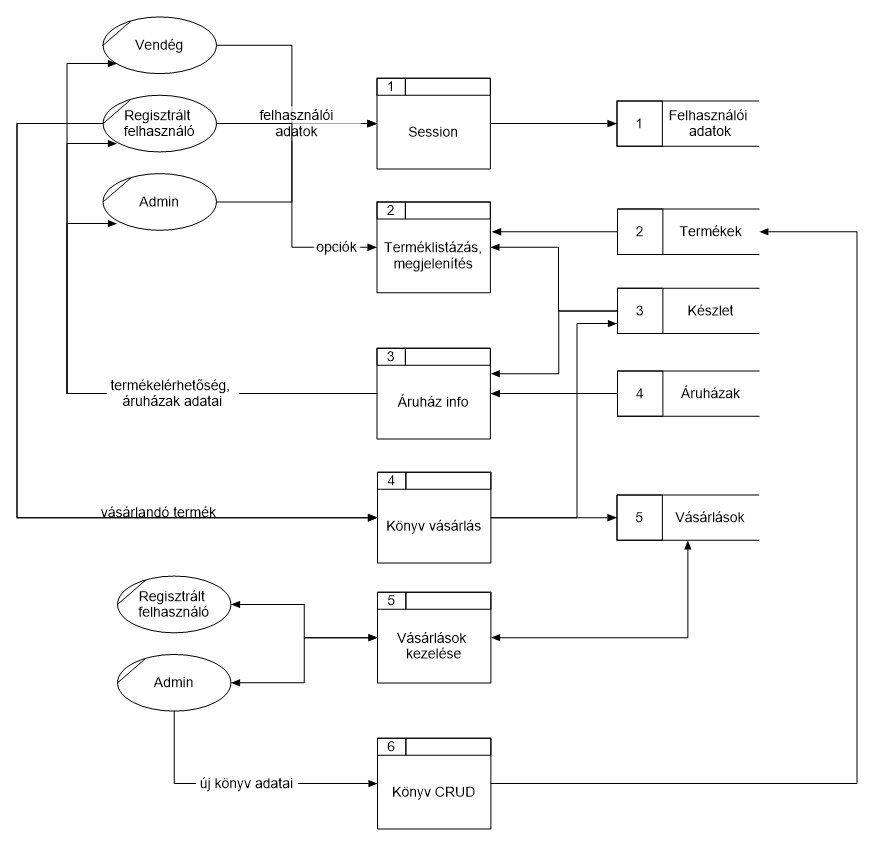 Vendég
Regisztrált
felhasználó
Admin
felhasználói
adatok
opciók
1
Session
1
Felhasználói
adatok
2
Terméklistázás,
megjelenítés
2
Termékek
3
Készlet
3
Áruház info
termékelérhetőség,
áruházak adatai
4
Áruházak
4
Könyv vásárlás
vásárlandó termék
5
Vásárlások
Regisztrált
felhasználó
5
Vásárlások
kezelése
Admin
új könyv adatai
6
Könyv CRUD